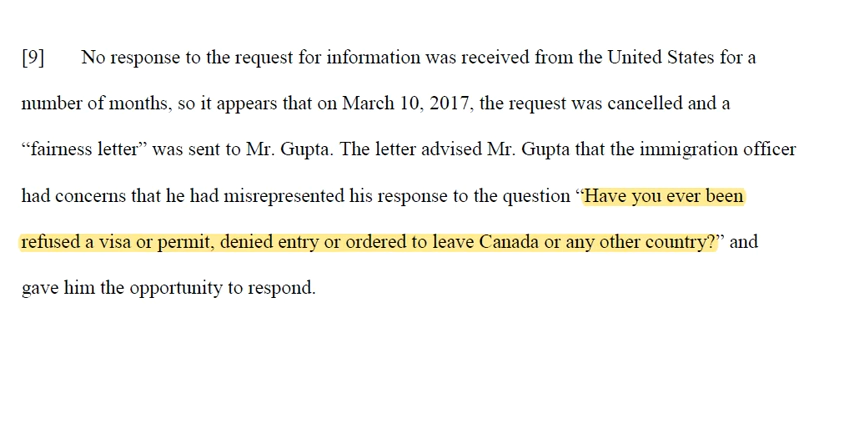 [9] No response to the request for information was received from the United States for a
number of months, so it appears that on March 10, 2017, the request was cancelled and a
“fairness letter” was sent to Mr. Gupta. The letter advised Mr. Gupta that the immigration officer
had concerns that he had misrepresented his response to the question “Have you ever been
refused a visa or permit, denied entry or ordered to leave Canada or any other country?” and
gave him the opportunity to respond.